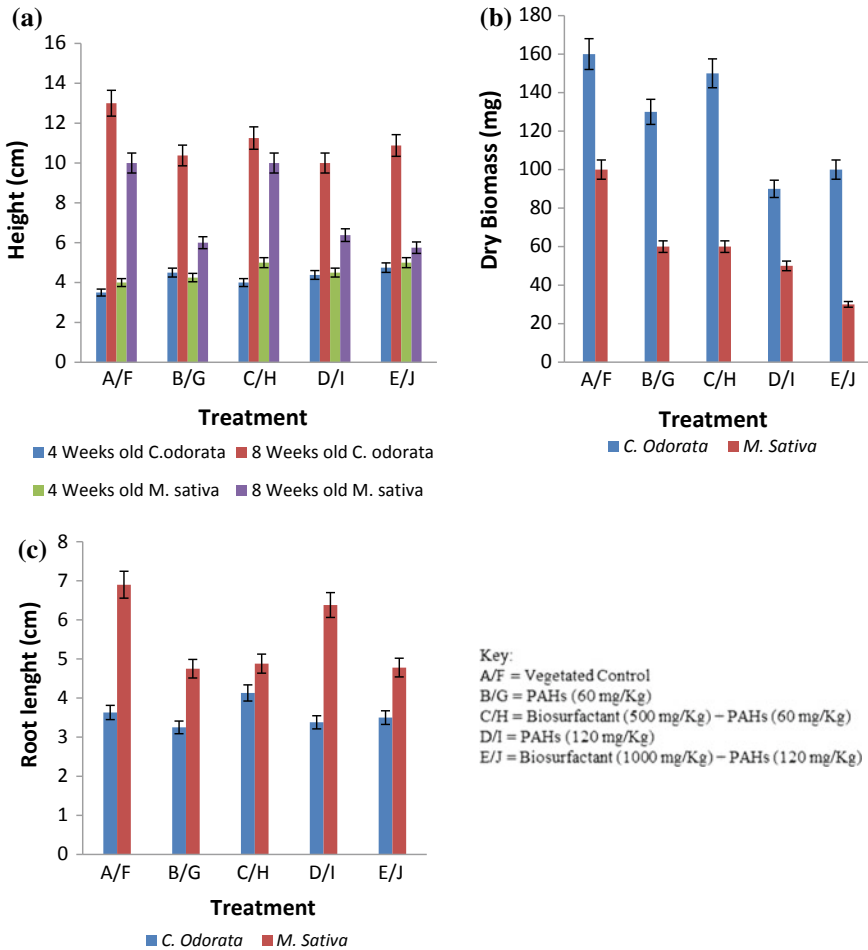 (a)
Height (cm)
16
14
12
10
8
6
4
2
0
A/F B/G C/H D/I E/J
Treatment
4 Weeks old C.odorata 8 Weeks old C. odorata
4 Weeks old M. sativa 8 Weeks old M. sativa
(b)
Dry Biomass (mg)
180
160
140
120
100
80
60
40
20
0
A/F B/G C/H D/I E/J
Treatment
C. Odorata M. Sativa
(c)
Root lenght (cm)
8
7
6
5
4
3
2
1
0
A/F B/G C/H D/I E/J
Treatment
C. Odorata M. Sativa
Key:
A/F = Vegetated Control
B/G = PAHs (60 mg/Kg)
C/H = Biosurfactant (500 mg/Kg) – PAHs (60 mg/Kg)
D/I = PAHs (120 mg/Kg)
E/J = Biosurfactant (1000 mg/Kg) – PAHs (120 mg/Kg)